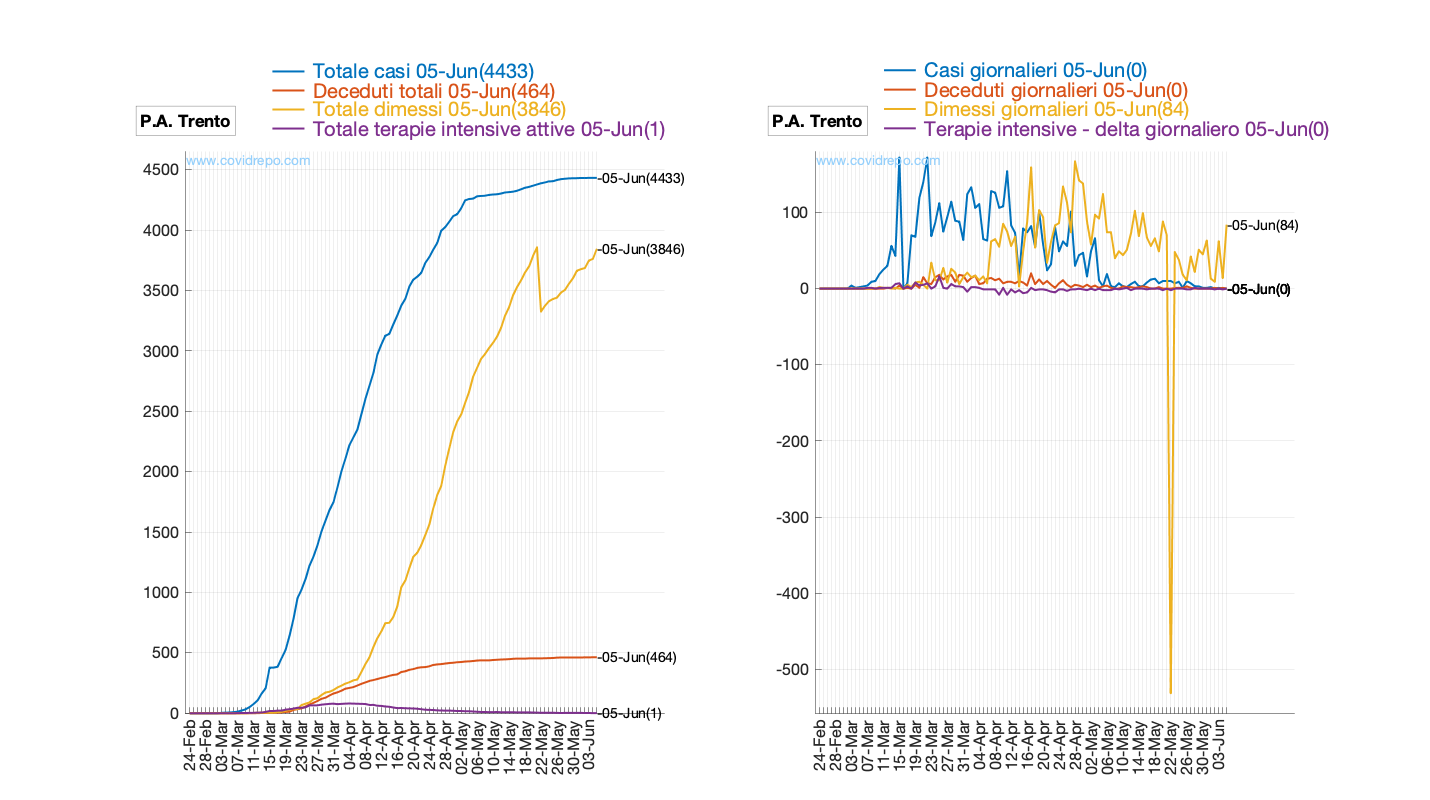 Totale casi 05-Jun(4433)
Deceduti totali 05-Jun(464)
Totale dimessi 05-Jun(3846)
Totale terapie intensive attive 05-Jun(1)
P.A. Trento
www.covidrepo.com
4500
4000
3500
3000
2500
2000
1500
1000
500
0
-05-Jun(4433)
-05-Jun(3846)
-05-Jun(464)
-05-Jun(1)
24-Feb
28-Feb
03-Mar
07-Mar
11-Mar
15-Mar
19-Mar
23-Mar
27-Mar
31-Mar
04-Apr
08-Apr
12-Apr
16-Apr
20-Apr
24-Apr
28-Apr
02-May
06-May
10-May
14-May
18-May
22-May
26-May
30-May
03-Jun
Casi giornalieri 05-Jun(0)
Deceduti giornalieri 05-Jun(0)
Dimessi giornalieri 05-Jun(84)
Terapie intensive - delta giornaliero 05-Jun(0)
P.A. Trento
www.covidrepo.com
100
0
-100
-200
-300
-400
-500
-05-Jun(84)
-05-Jun(0)
24-Feb
28-Feb
03-Mar
07-Mar
11-Mar
15-Mar
19-Mar
23-Mar
27-Mar
31-Mar
04-Apr
08-Apr
12-Apr
16-Apr
20-Apr
24-Apr
28-Apr
02-May
06-May
10-May
14-May
18-May
22-May
26-May
30-May
03-Jun